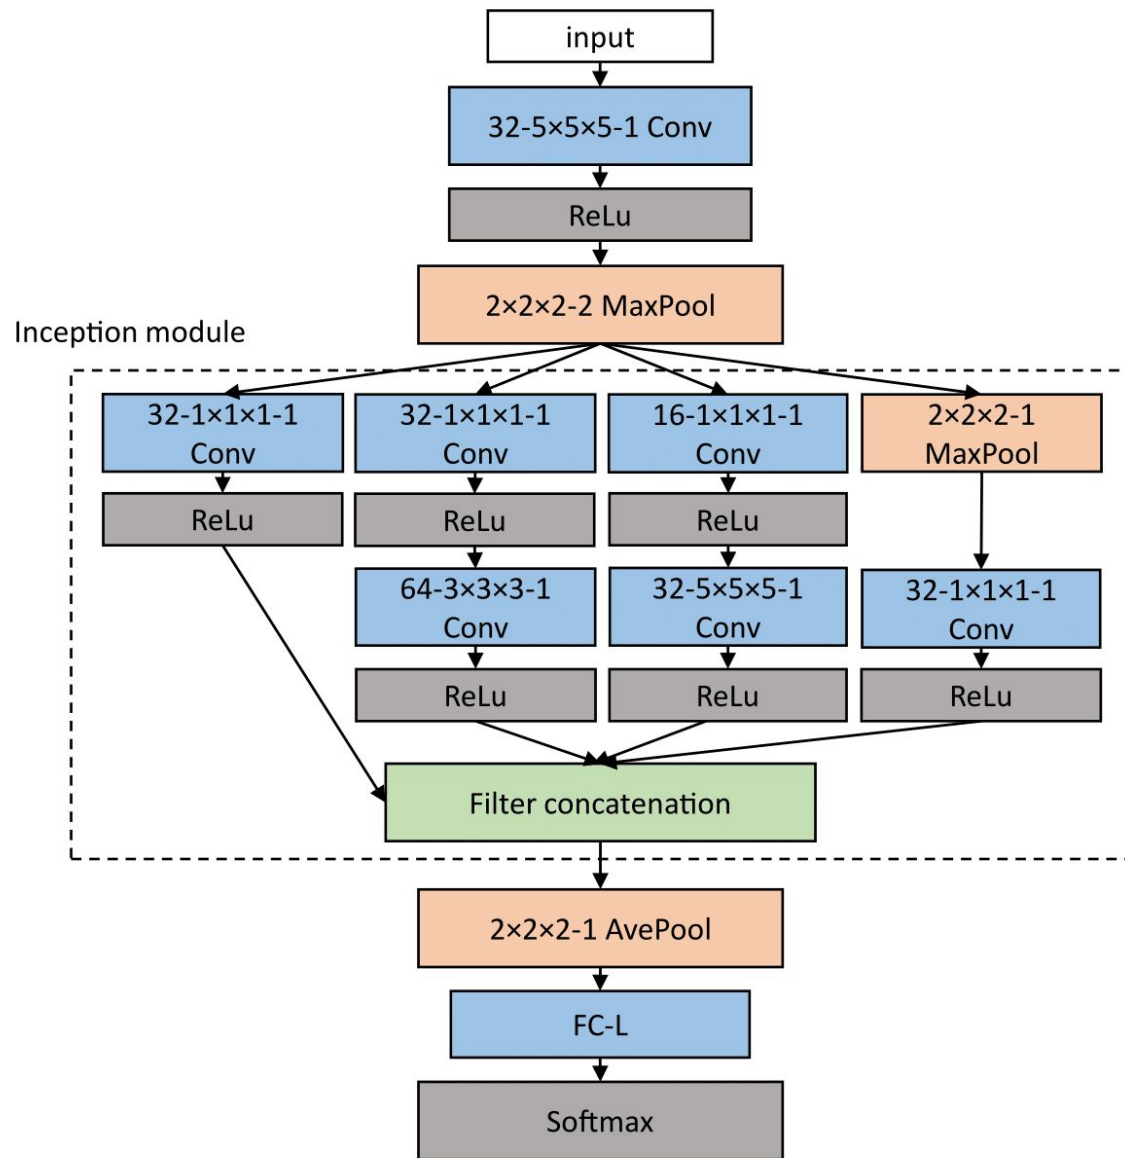 input
32-5×5×5-1 Conv
ReLu
2×2×2-2 MaxPool
Inception module
32-1×1×1-1
Conv
32-1×1×1-1
Conv
16-1×1×1-1
Conv
2×2×2-1
MaxPool
ReLu
ReLu
ReLu
64-3×3×3-1
Conv
32-5×5×5-1
Conv
32-1×1×1-1
Conv
ReLu
ReLu
ReLu
Filter concatenation
2×2×2-1 AvePool
FC-L
Softmax